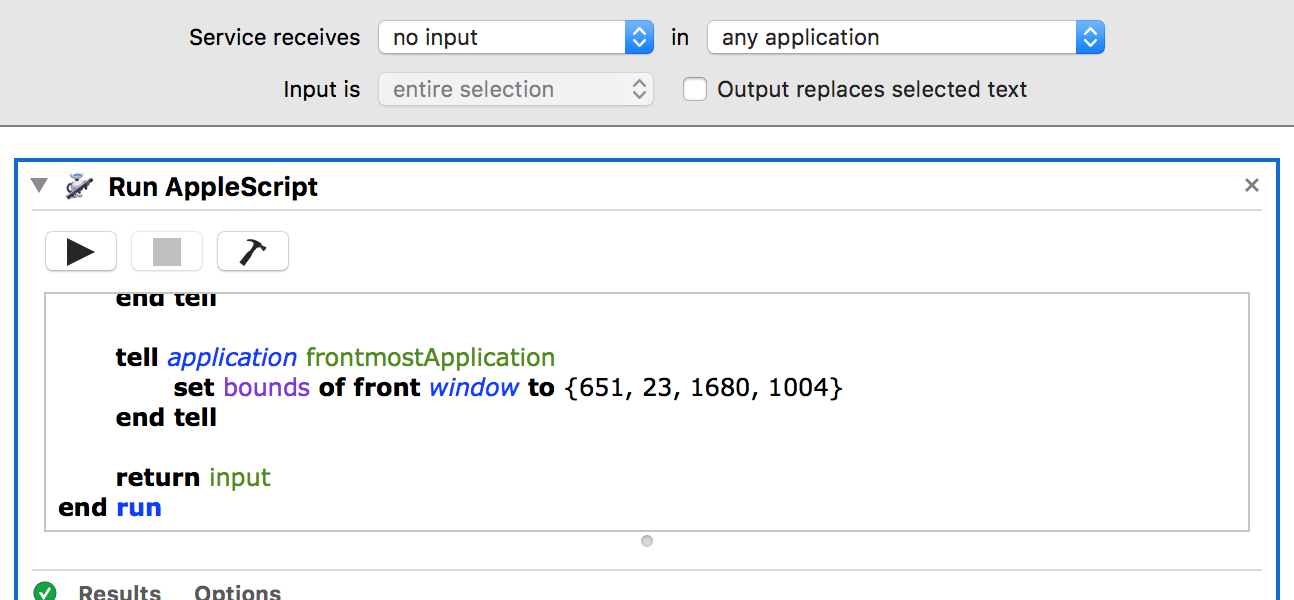 Service receives no input in any application
Input is entire selection Output replaces selected text
Run AppleScript
end tell
tell application frontmostApplication
set bounds of front window to {651, 23, 1680, 1004}
end tell
return input
end run
Results Options